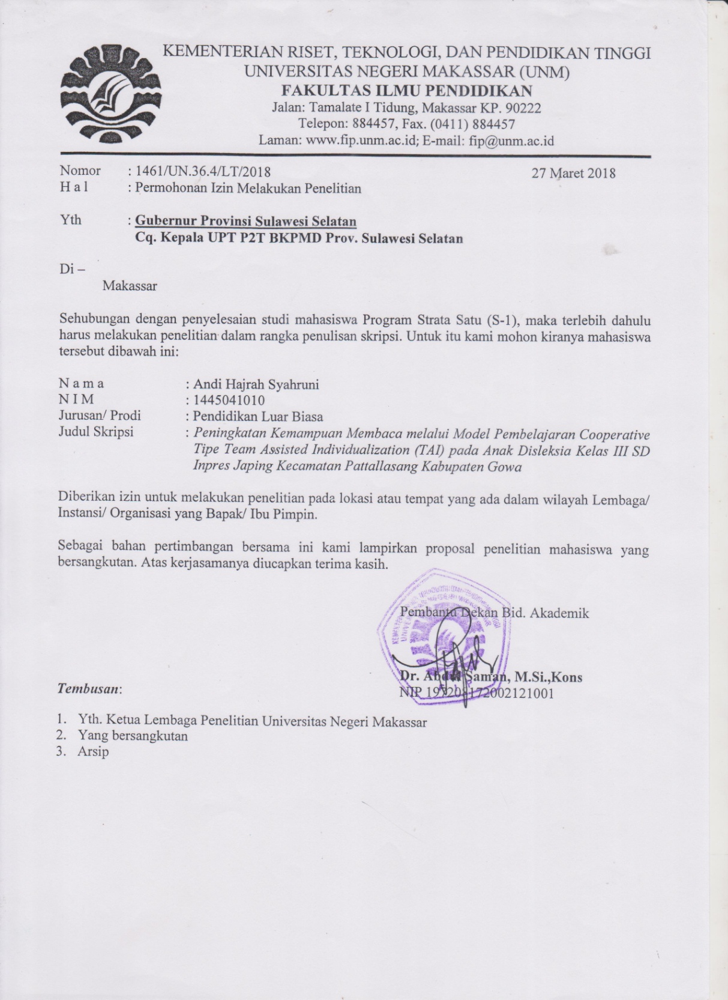 KEMENTERIAN RISET, TEKNOLOGI, DAN PENDIDIKAN TINGGI
UNIVERSITAS NEGERI MAKASSAR (UNM)
FAKULTAS ILMU PENDIDIKAN
Jalan: Tamalate I Tidung, Makassar KP. 90222
Telepon: 884457, Fax. (0411) 884457
Laman: www.fip.unm.ac.id; E-mail: fip@unm.ac.id
Nomor : 1461/UN.36.4/LT/2018 27 Maret 2018
H a l : Permohonan Izin Melakukan Penelitian
Yth : Gubernur Provinsi Sulawesi Selatan
Cq. Kepala UPT P2T BKPMD Prov. Sulawesi Selatan
Di –
Makassar
Sehubungan dengan penyelesaian studi mahasiswa Program Strata Satu (S-1), maka terlebih dahulu
harus melakukan penelitian dalam rangka penulisan skripsi. Untuk itu kami mohon kiranya mahasiswa
tersebut dibawah ini:
N a m a : Andi Hajrah Syahruni
N I M : 1445041010
Jurusan/ Prodi : Pendidikan Luar Biasa
Judul Skripsi : Peningkatan Kemampuan Membaca melalui Model Pembelajaran Cooperative
Tipe Team Assisted Individualization (TAI) pada Anak Disleksia Kelas III SD
Inpres Japing Kecamatan Pattallasang Kabupaten Gowa
Diberikan izin untuk melakukan penelitian pada lokasi atau tempat yang ada dalam wilayah Lembaga/
Instansi/ Organisasi yang Bapak/ Ibu Pimpin.
Sebagai bahan pertimbangan bersama ini kami lampirkan proposal penelitian mahasiswa yang
bersangkutan. Atas kerjasamanya diucapkan terima kasih.
Pembantu Dekan Bid. Akademik
Dr. Abdul Saman, M.Si.,Kons
NIP 197208172002121001
Tembusan:
1. Yth. Ketua Lembaga Penelitian Universitas Negeri Makassar
2. Yang bersangkutan
3. Arsip